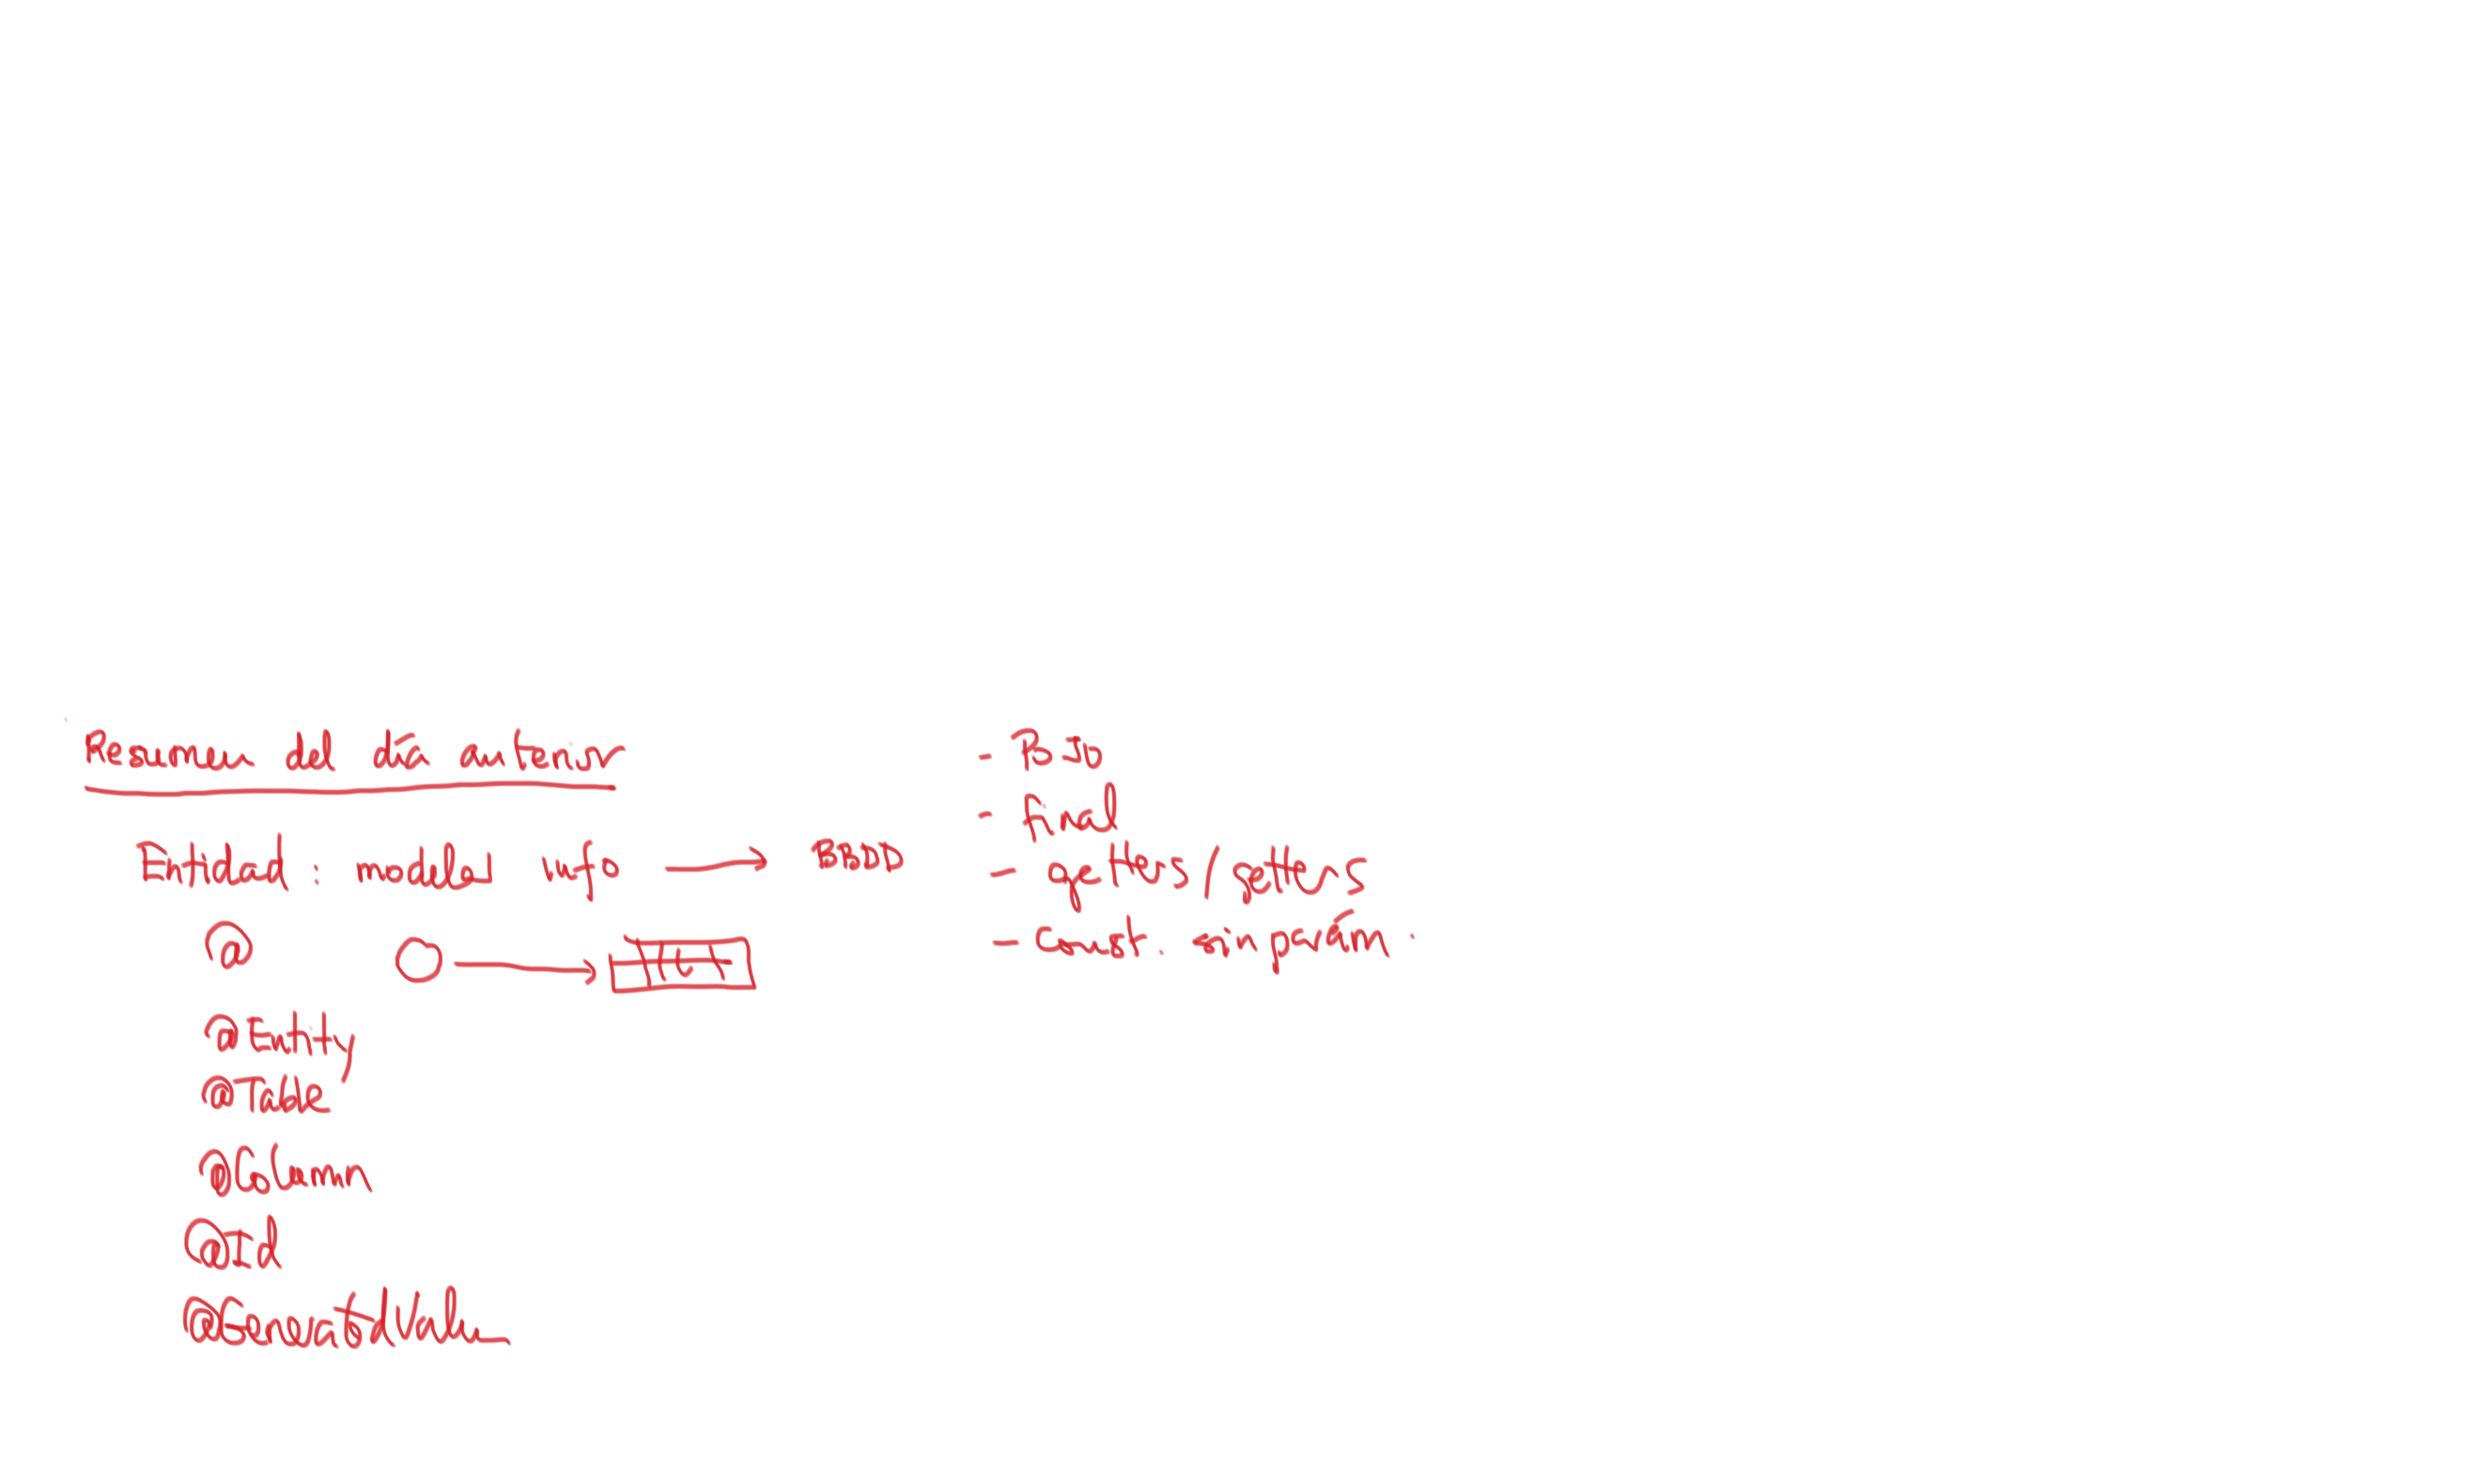 Resumen del día anterior
Entidad: modelar info → BBDD
@
@Entity
@Table
@Column
@Id
@GeneratedValue
- POJO
- final
- getters/setters
- Const. sin parám.